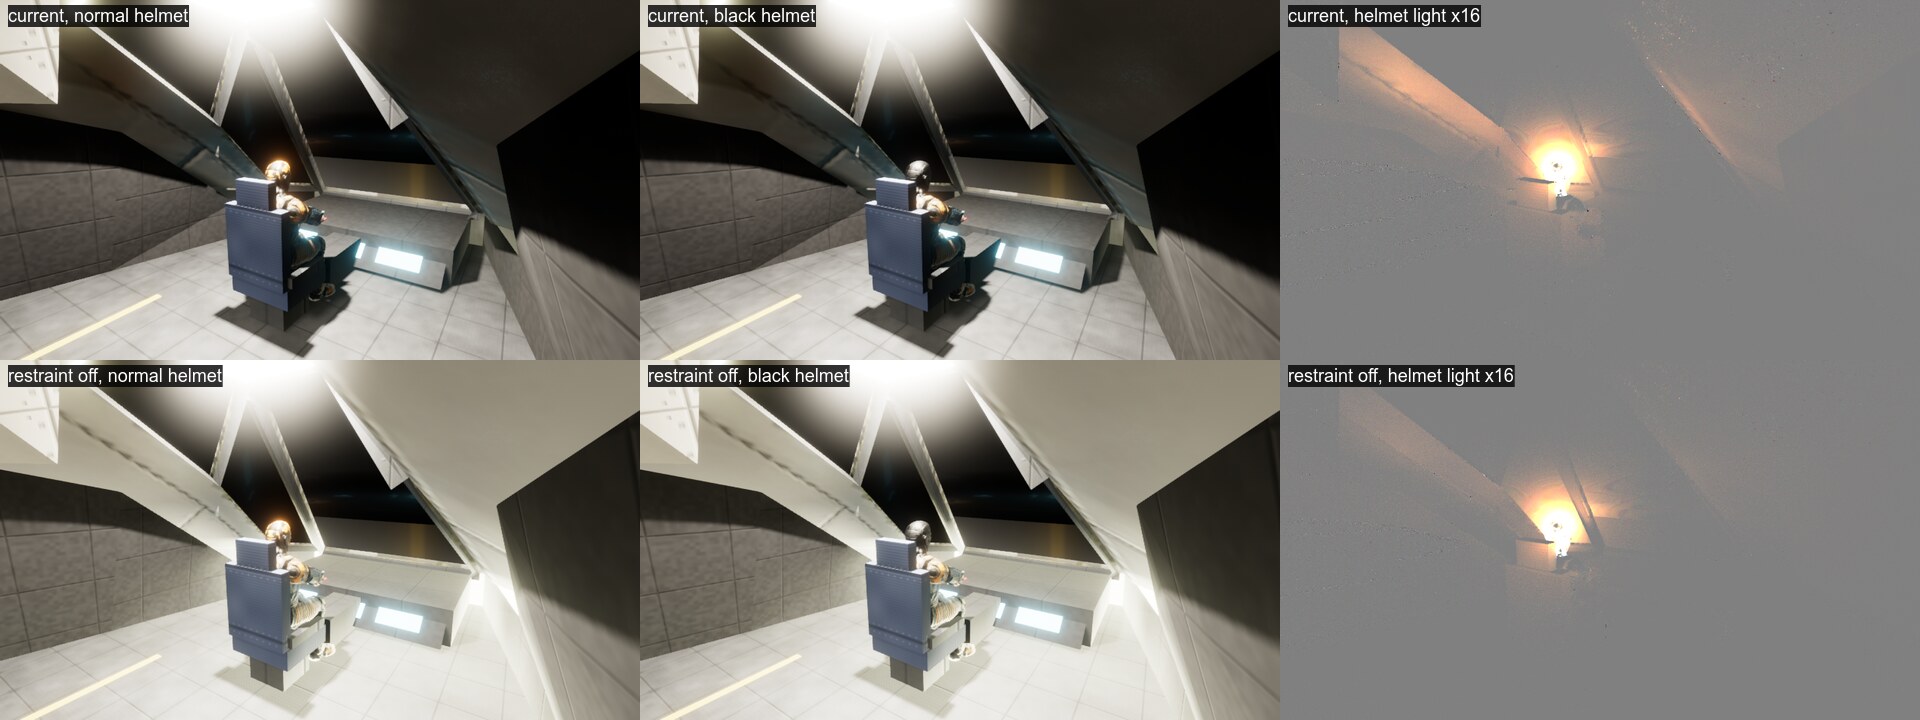 current, normal helmet
current, black helmet
current, helmet light x16
restraint off, normal helmet
restraint off, black helmet
restraint off, helmet light x16